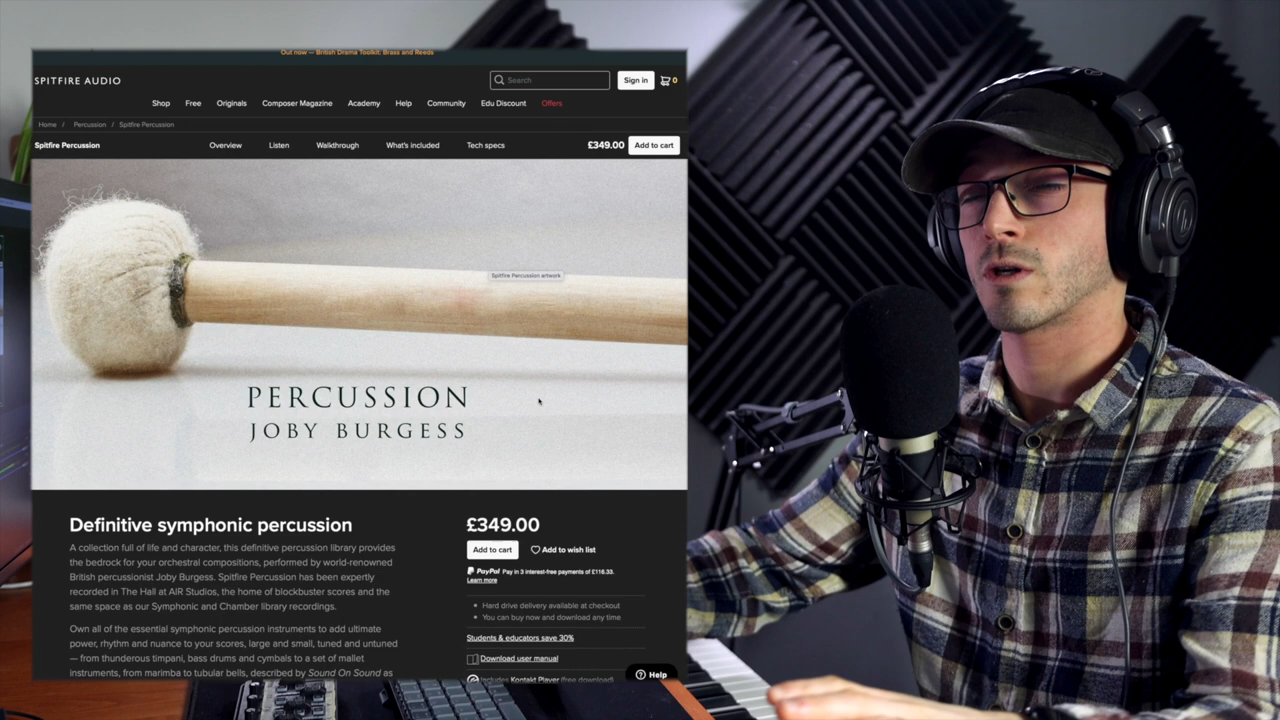 Out now — British Drama Toolkit: Brass and Reeds
SPITFIRE AUDIO
Search
Sign in
0
Shop Free Originals Composer Magazine Academy Help Community Edu Discount Offers
Home / Percussion / Spitfire Percussion
Spitfire Percussion Overview Listen Walkthrough What's included Tech specs £349.00 Add to cart
Spitfire Percussion artwork
PERCUSSION
JOBY BURGESS
Definitive symphonic percussion
A collection full of life and character, this definitive percussion library provides
the bedrock for your orchestral compositions, performed by world-renowned
British percussionist Joby Burgess. Spitfire Percussion has been expertly
recorded in The Hall at AIR Studios, the home of blockbuster scores and the
same space as our Symphonic and Chamber library recordings.
Own all of the essential symphonic percussion instruments to add ultimate
power, rhythm and nuance to your scores, large and small, tuned and untuned
— from thunderous timpani, bass drums and cymbals to a set of mallet
instruments, from marimba to tubular bells, described by Sound On Sound as
£349.00
Add to cart Add to wish list
PayPal Pay in 3 interest-free payments of £116.33.
Learn more
• Hard drive delivery available at checkout
• You can buy now and download any time
Students & educators save 30%
Download user manual
Includes Kontakt Player (free download)
Help